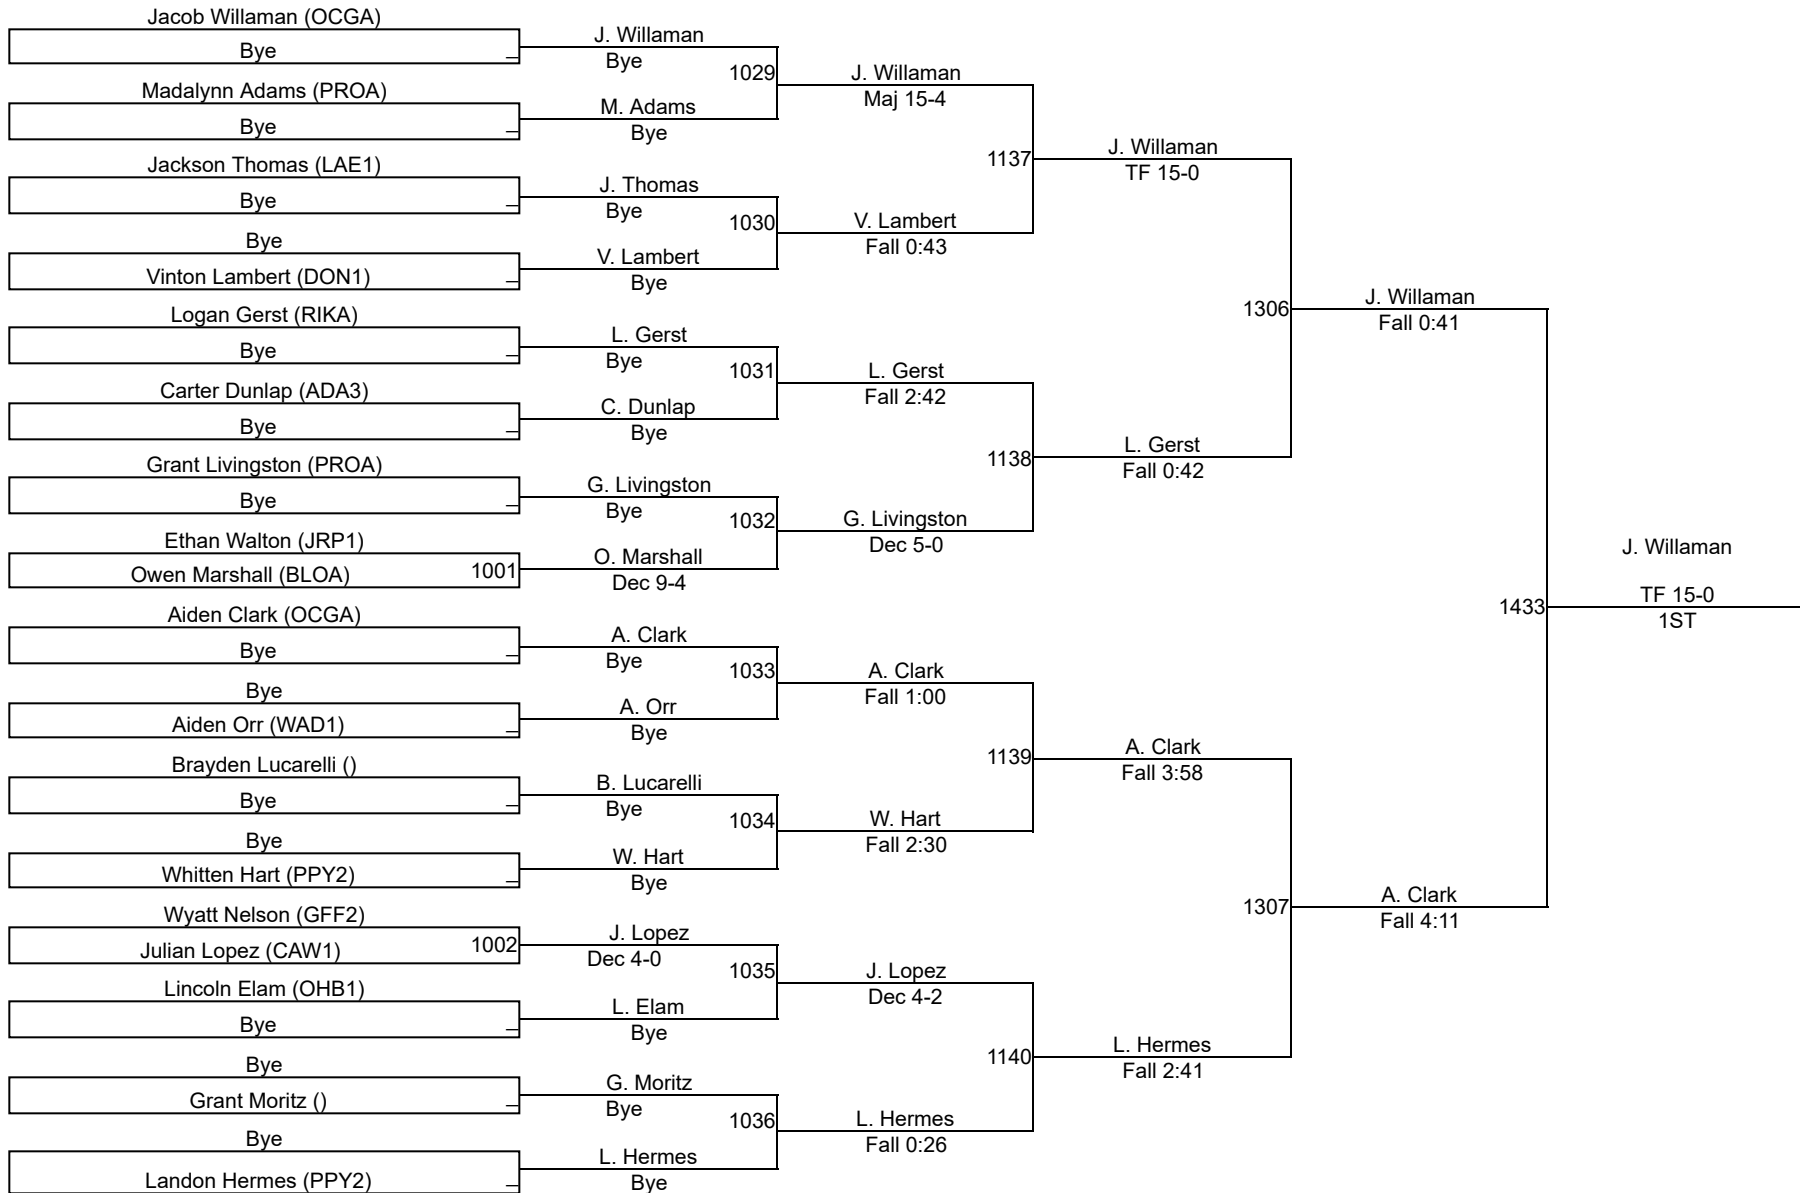 Jacob Willaman (OCGA)
Bye _
Madalynn Adams (PROA)
Bye _
Jackson Thomas (LAE1)
Bye _
Bye
Vinton Lambert (DON1) _
Logan Gerst (RIKA)
Bye _
Carter Dunlap (ADA3)
Bye _
Grant Livingston (PROA)
Bye _
Ethan Walton (JRP1)
Owen Marshall (BLOA) 1001
Aiden Clark (OCGA)
Bye _
Bye
Aiden Orr (WAD1) _
Brayden Lucarelli ()
Bye _
Bye
Whitten Hart (PPY2) _
Wyatt Nelson (GFF2)
Julian Lopez (CAW1) 1002
Lincoln Elam (OHB1)
Bye _
Bye
Grant Moritz () _
Bye
Landon Hermes (PPY2) _
J. Willaman
Bye
1029
M. Adams
Bye
J. Thomas
Bye
1030
V. Lambert
Bye
L. Gerst
Bye
1031
C. Dunlap
Bye
G. Livingston
Bye
1032
O. Marshall
Dec 9-4
A. Clark
Bye
1033
A. Orr
Bye
B. Lucarelli
Bye
1034
W. Hart
Bye
J. Lopez
Dec 4-0
1035
L. Elam
Bye
G. Moritz
Bye
1036
L. Hermes
Bye
J. Willaman
Maj 15-4
1137
V. Lambert
Fall 0:43
L. Gerst
Fall 2:42
1138
G. Livingston
Dec 5-0
A. Clark
Fall 1:00
1139
W. Hart
Fall 2:30
J. Lopez
Dec 4-2
1140
L. Hermes
Fall 0:26
J. Willaman
TF 15-0
1306
L. Gerst
Fall 0:42
A. Clark
Fall 3:58
1307
L. Hermes
Fall 2:41
J. Willaman
Fall 0:41
1433
A. Clark
Fall 4:11
J. Willaman
TF 15-0
1ST